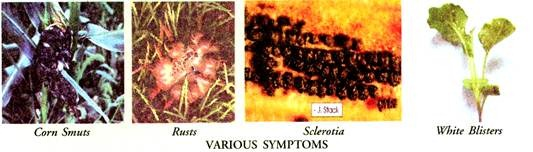 - J. Stack
Corn Smuts
Rusts
Sclerotia
White Blisters
VARIOUS SYMPTOMS